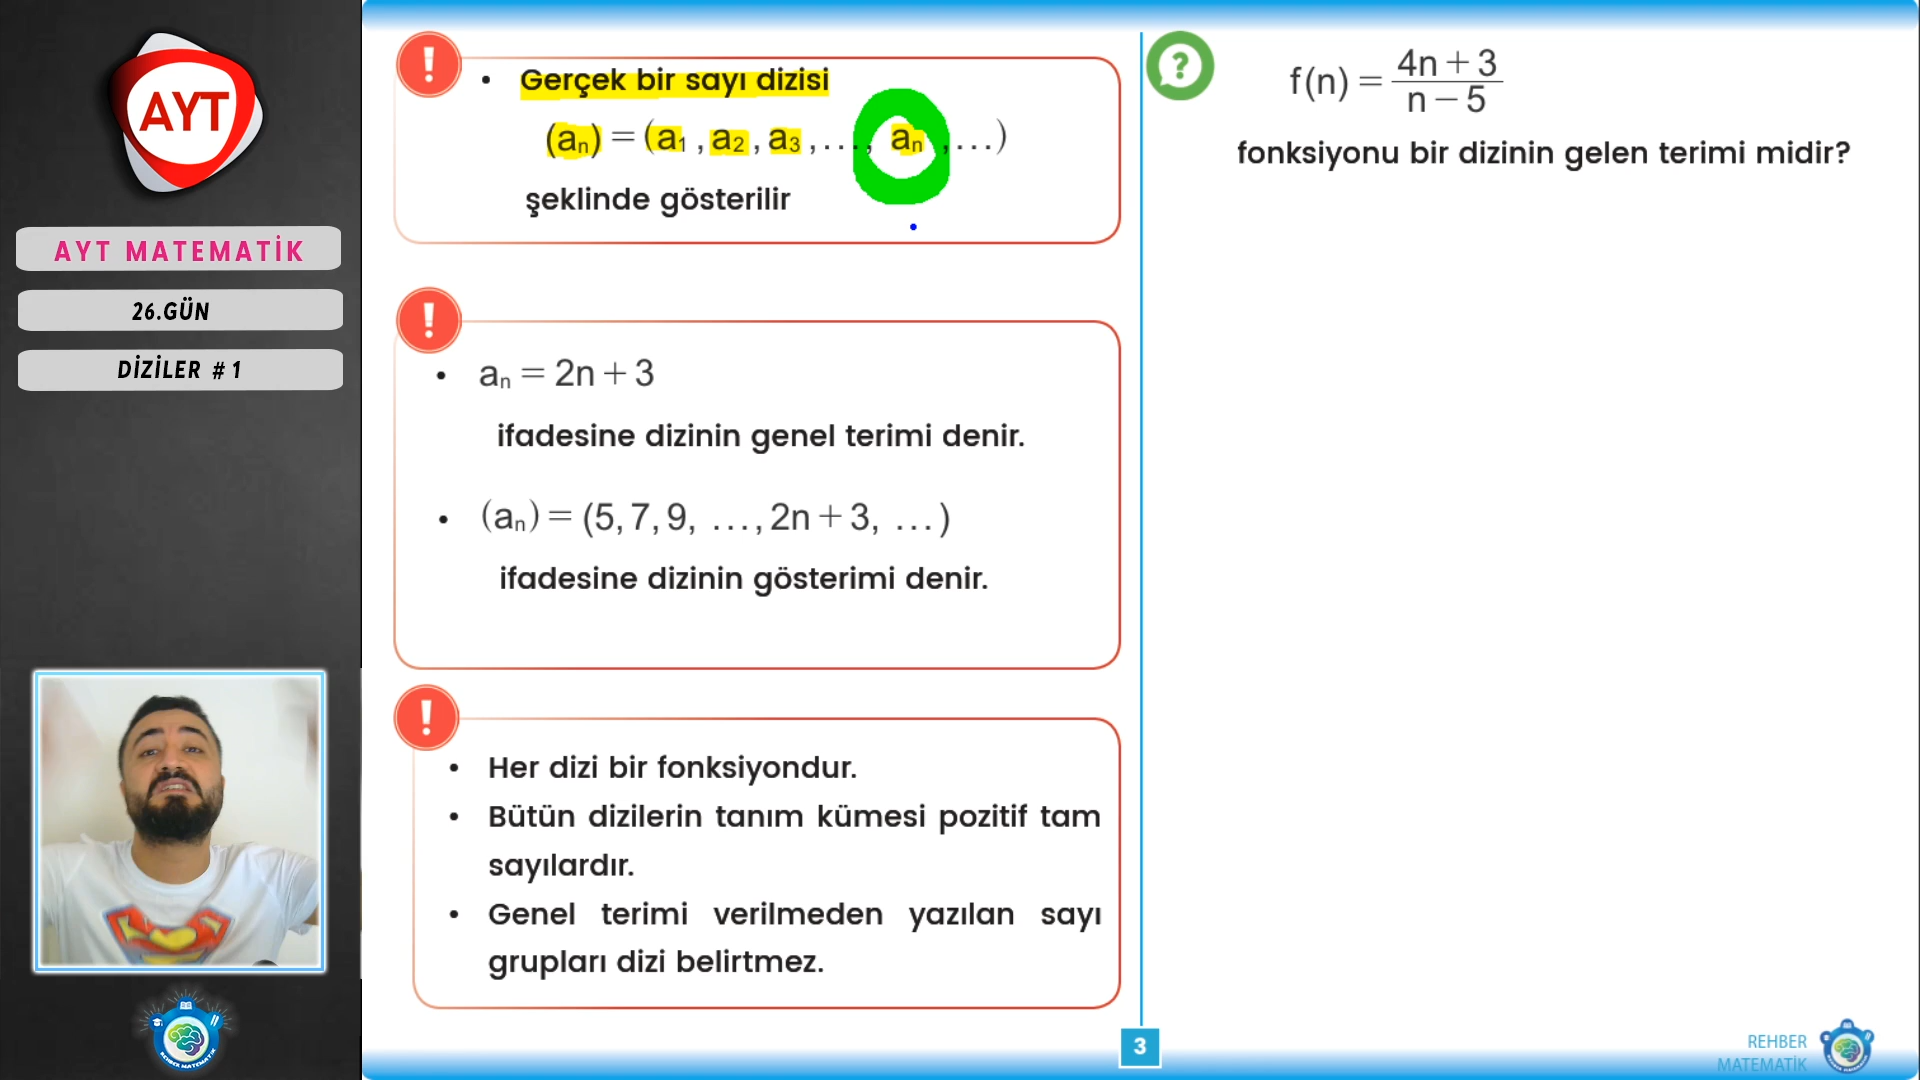 AYT
AYT MATEMATİK
26.GÜN
DİZİLER #1
REHBER MATEMATİK
!
• Gerçek bir sayı dizisi
(aₙ) = (a₁ , a₂ , a₃ , ..., aₙ , ...)
şeklinde gösterilir
!
• aₙ = 2n + 3
ifadesine dizinin genel terimi denir.
• (aₙ) = (5, 7, 9, ..., 2n + 3, ...)
ifadesine dizinin gösterimi denir.
!
• Her dizi bir fonksiyondur.
• Bütün dizilerin tanım kümesi pozitif tam
sayılardır.
• Genel terimi verilmeden yazılan sayı
grupları dizi belirtmez.
?
f(n) = (4n + 3)/(n − 5)
fonksiyonu bir dizinin gelen terimi midir?
3
REHBER
MATEMATİK